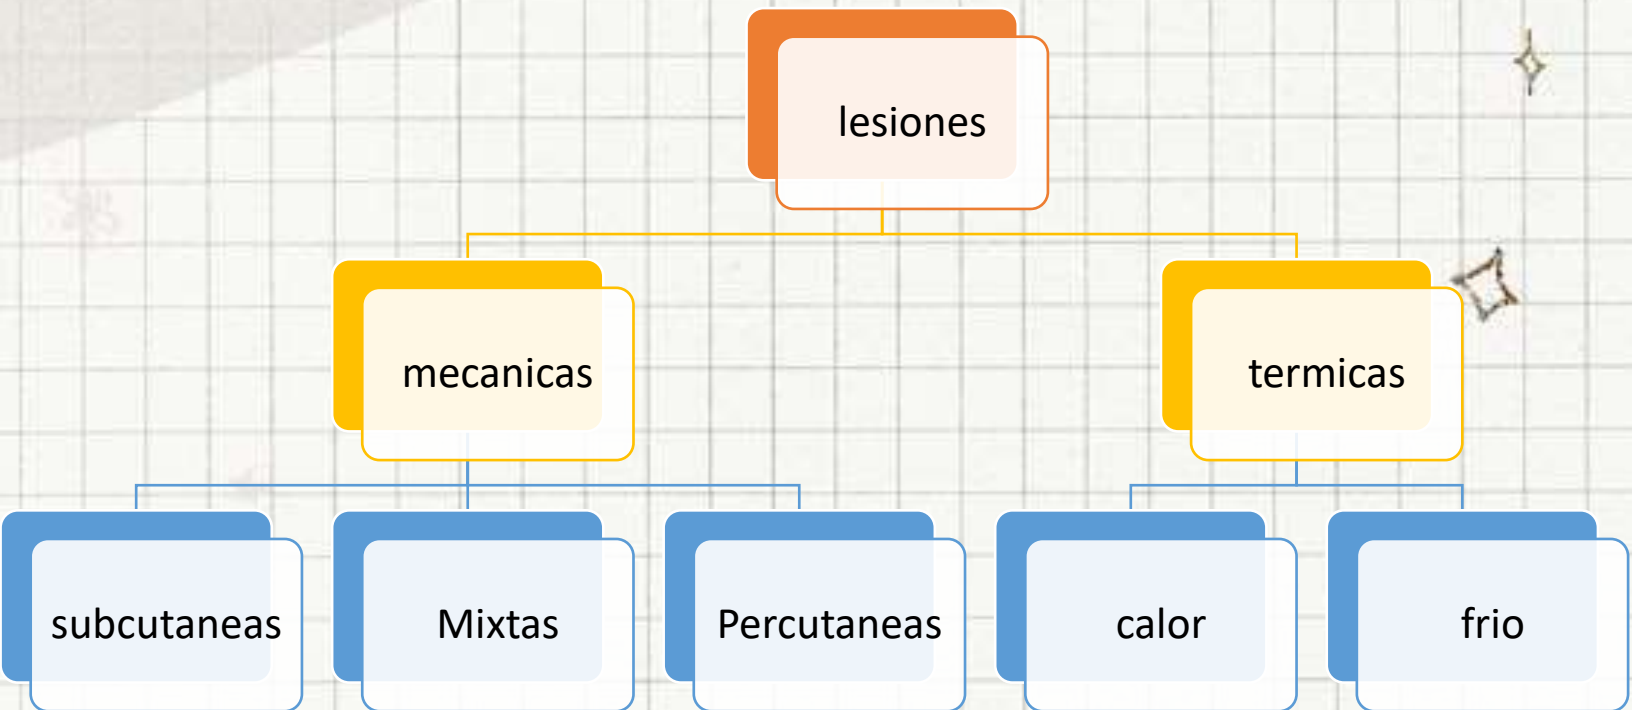 lesiones
mecanicas
termicas
subcutaneas
Mixtas
Percutaneas
calor
frio